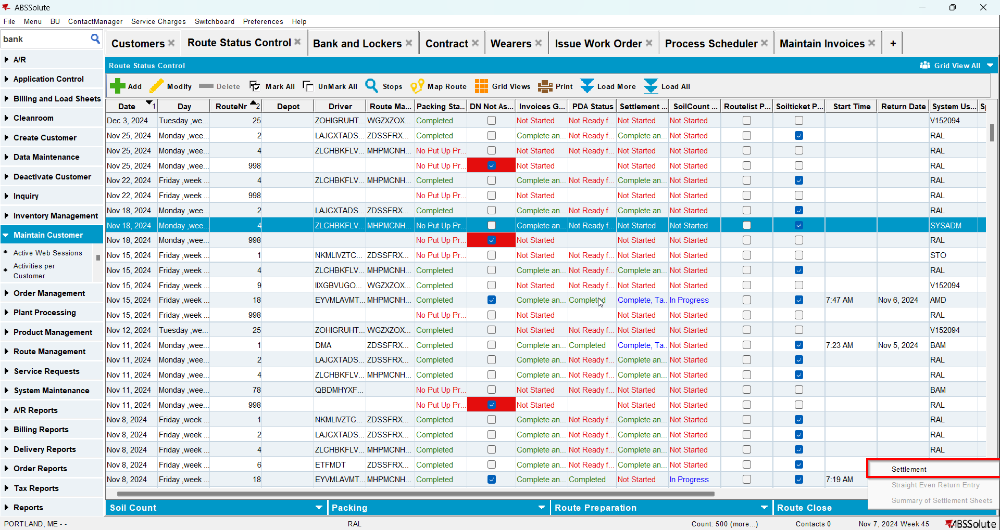 ABSSolute
File Menu BU ContactManager Service Charges Switchboard Preferences Help
bank
Customers Route Status Control Bank and Lockers Contract Wearers Issue Work Order Process Scheduler Maintain Invoices +
Route Status Control Grid View All
Add Modify Delete Mark All UnMark All Stops Map Route Grid Views Print Load More Load All
A/R
Application Control
Billing and Load Sheets
Cleanroom
Create Customer
Data Maintenance
Deactivate Customer
Inquiry
Inventory Management
Maintain Customer
Active Web Sessions
Activities per
Customer
Order Management
Plant Processing
Product Management
Route Management
Service Requests
System Maintenance
A/R Reports
Billing Reports
Delivery Reports
Order Reports
Tax Reports
Reports
Date 1 Day RouteNr 2 Depot Driver Route Ma... Packing Sta... DN Not As... Invoices G... PDA Status Settlement ... SoilCount ... Routelist P... Soilticket P... Start Time Return Date System Us...
Dec 3, 2024 Tuesday ,we... 25 ZOHIGRUHT... WGZXZOX... Completed Not Started Not Ready f... Not Started Not Started V152094
Nov 25, 2024 Monday ,wee... 2 LAJCXTADS... ZDSSFRX... Completed Complete an... Not Ready f... Complete an... Not Started RAL
Nov 25, 2024 Monday ,wee... 4 ZLCHBKFLV... MHPMCNH... No Put Up Pr... Not Started Not Ready f... Not Started Not Started RAL
Nov 25, 2024 Monday ,wee... 998 No Put Up Pr... Not Started Not Started Not Started RAL
Nov 22, 2024 Friday ,week ... 4 ZLCHBKFLV... MHPMCNH... Completed Complete an... Not Ready f... Complete an... Not Started RAL
Nov 22, 2024 Friday ,week ... 998 No Put Up Pr... Not Started Not Started Not Started RAL
Nov 18, 2024 Monday ,wee... 2 LAJCXTADS... ZDSSFRX... Completed Complete an... Not Ready f... Complete an... Not Started RAL
Nov 18, 2024 Monday ,wee... 4 ZLCHBKFLV... MHPMCNH... No Put Up Pr... Complete an... Not Ready f... Not Started Not Started SYSADM
Nov 18, 2024 Monday ,wee... 998 No Put Up Pr... Not Started Not Started Not Started RAL
Nov 15, 2024 Friday ,week ... 1 NKMLIVZTC... ZDSSFRX... No Put Up Pr... Not Started Not Ready f... Not Started Not Started STO
Nov 15, 2024 Friday ,week ... 4 ZLCHBKFLV... MHPMCNH... Completed Complete an... Not Ready f... Complete an... Not Started RAL
Nov 15, 2024 Friday ,week ... 9 IIXGBVUGO... WGZXZOX... Completed Not Started Not Ready f... Not Started Not Started V152094
Nov 15, 2024 Friday ,week ... 18 EYVMLAVMT... MHPMCNH... Completed Complete an... Completed Complete, Ta... In Progress 7:47 AM Nov 6, 2024 AMD
Nov 15, 2024 Friday ,week ... 998 No Put Up Pr... Not Started Not Started Not Started RAL
Nov 12, 2024 Tuesday ,we... 25 ZOHIGRUHT... WGZXZOX... Completed Not Started Not Ready f... Not Started Not Started V152094
Nov 11, 2024 Monday ,wee... 1 DMA ZDSSFRX... Completed Complete an... Completed Complete, Ta... Not Started 7:23 AM Nov 5, 2024 BAM
Nov 11, 2024 Monday ,wee... 2 LAJCXTADS... ZDSSFRX... Completed Complete an... Not Ready f... Complete an... Not Started RAL
Nov 11, 2024 Monday ,wee... 4 ZLCHBKFLV... MHPMCNH... Completed Complete an... Not Ready f... Complete an... Not Started RAL
Nov 11, 2024 Monday ,wee... 78 QBDMHYXF... No Put Up Pr... Not Started Not Ready f... Not Started Not Started BAM
Nov 11, 2024 Monday ,wee... 998 No Put Up Pr... Not Started Not Started Not Started RAL
Nov 8, 2024 Friday ,week ... 1 NKMLIVZTC... ZDSSFRX... Completed Complete an... Not Ready f... Complete an... Not Started RAL
Nov 8, 2024 Friday ,week ... 2 LAJCXTADS... ZDSSFRX... Completed Complete an... Not Ready f... Complete an... Not Started RAL
Nov 8, 2024 Friday ,week ... 4 ZLCHBKFLV... MHPMCNH... Completed Complete an... Not Ready f... Complete an... Not Started RAL
Nov 8, 2024 Friday ,week ... 6 ETFMDT ZDSSFRX... Completed Complete an... Not Ready f... Complete an... Not Started
Nov 8, 2024 Friday ,week ... 18 EYVMLAVMT... MHPMCNH... Completed Complete an... Completed Not Started In Progress 7:19 AM
Settlement
Straight Even Return Entry
Summary of Settlement Sheets
Soil Count Packing Route Preparation Route Close
PORTLAND, ME - - RAL Count: 500 (more...) Contacts 0 Nov 7, 2024 Week 45 ABSSolute